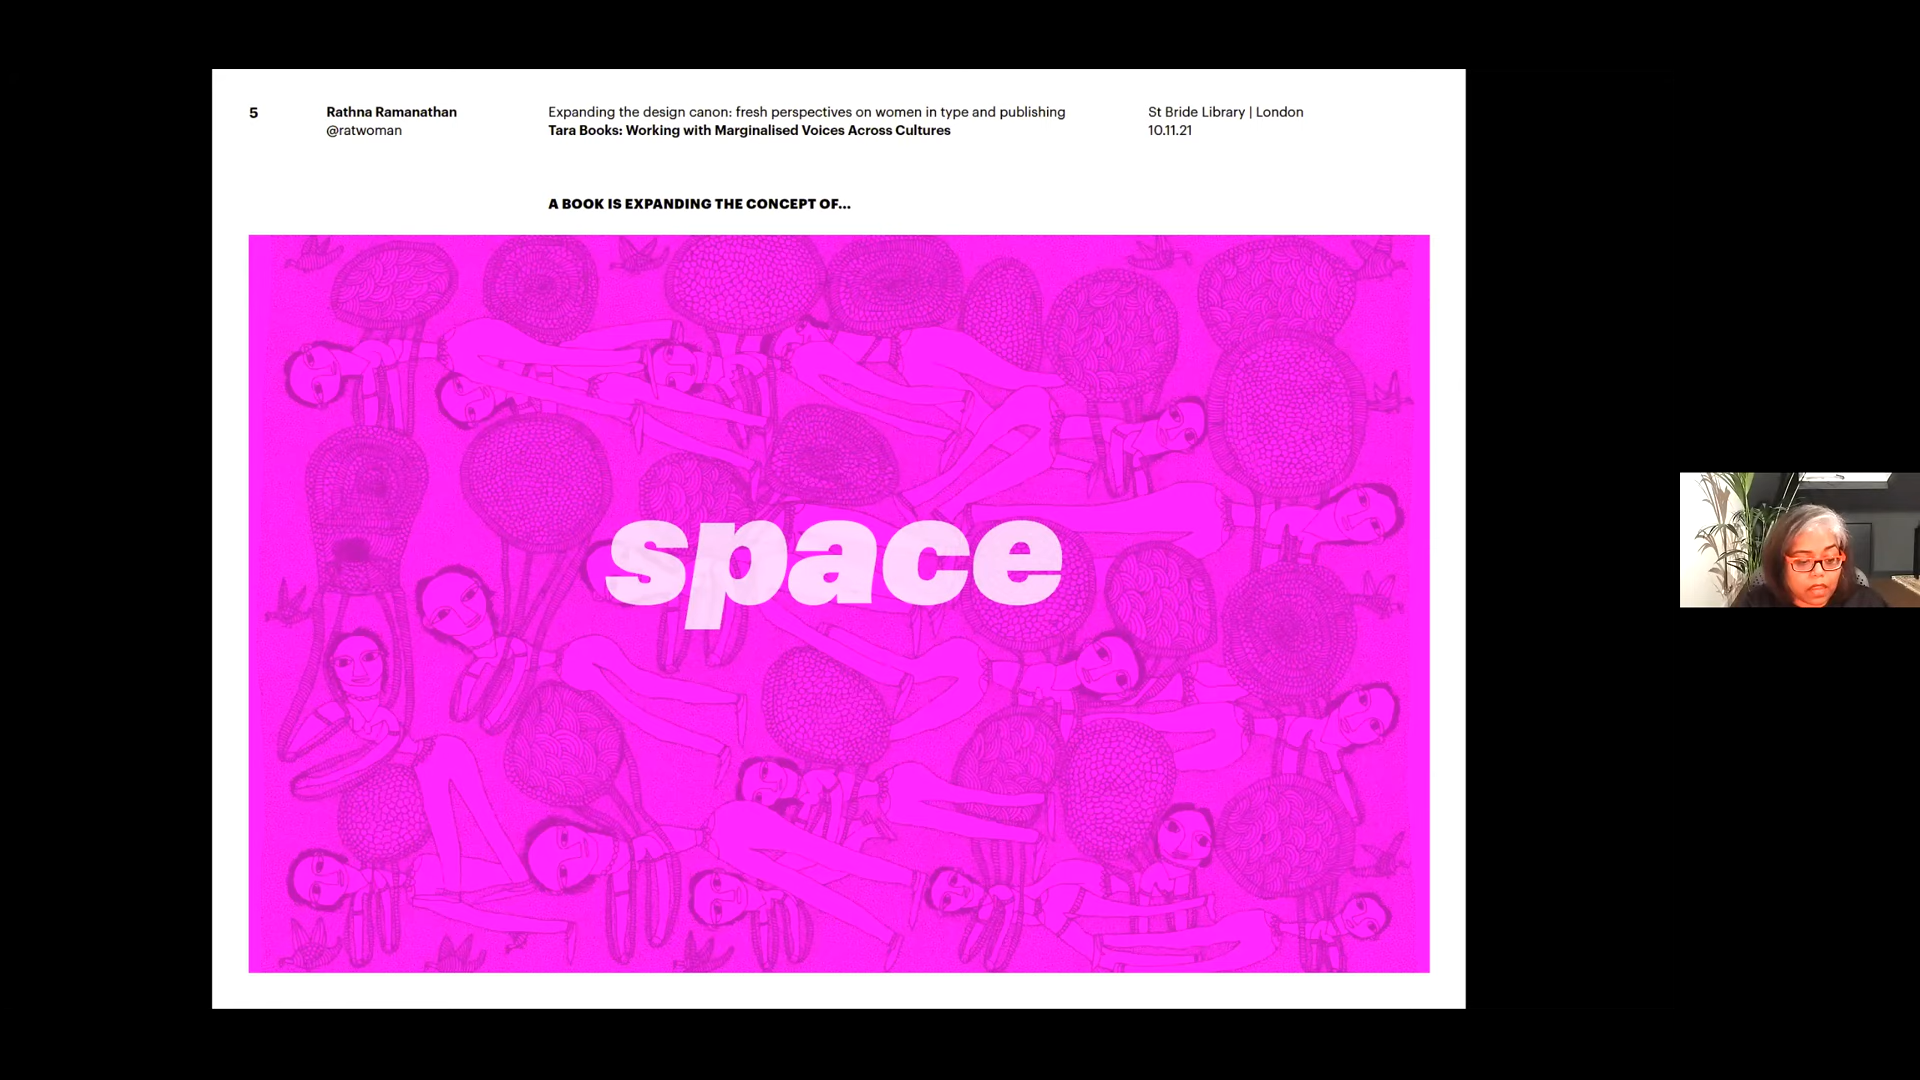 5
Rathna Ramanathan
@ratwoman
Expanding the design canon: fresh perspectives on women in type and publishing
Tara Books: Working with Marginalised Voices Across Cultures
St Bride Library | London
10.11.21
A BOOK IS EXPANDING THE CONCEPT OF...
space